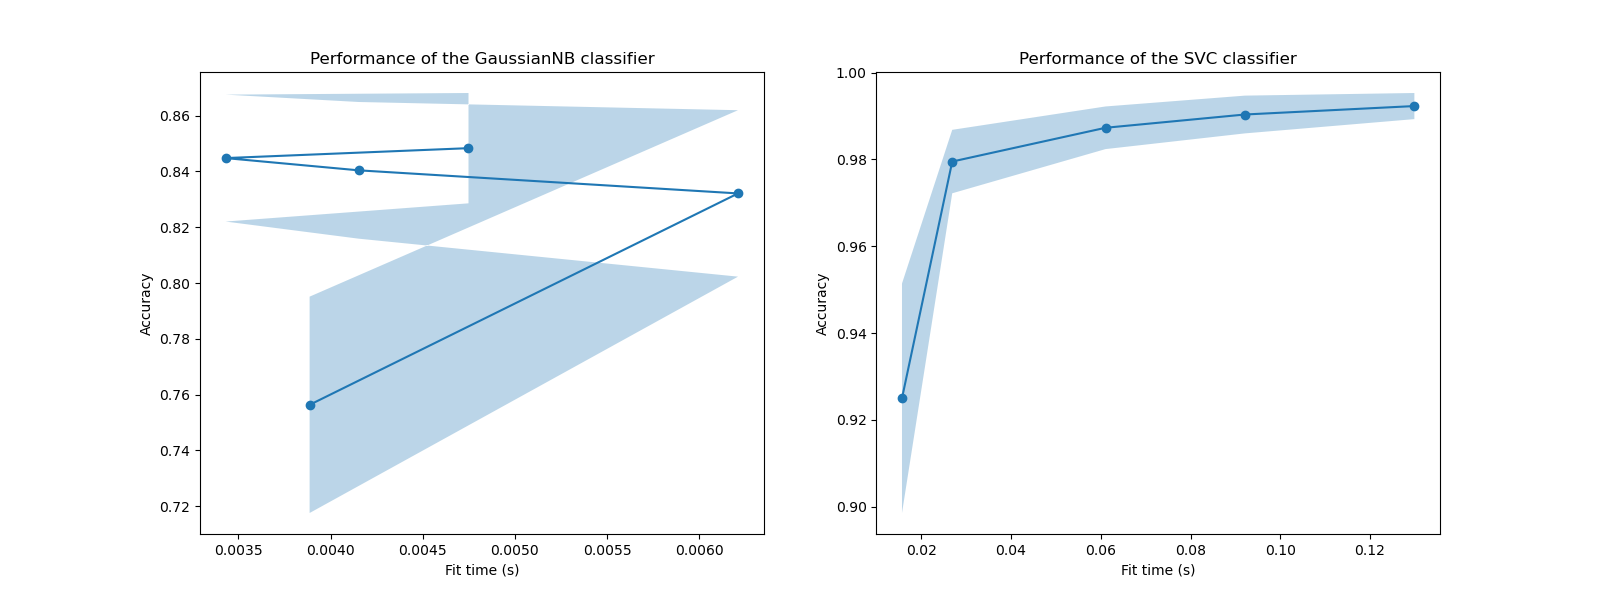 Performance of the GaussianNB classifier
Accuracy
0.86
0.84
0.82
0.80
0.78
0.76
0.74
0.72
0.0035 0.0040 0.0045 0.0050 0.0055 0.0060
Fit time (s)
Performance of the SVC classifier
Accuracy
1.00
0.98
0.96
0.94
0.92
0.90
0.02 0.04 0.06 0.08 0.10 0.12
Fit time (s)